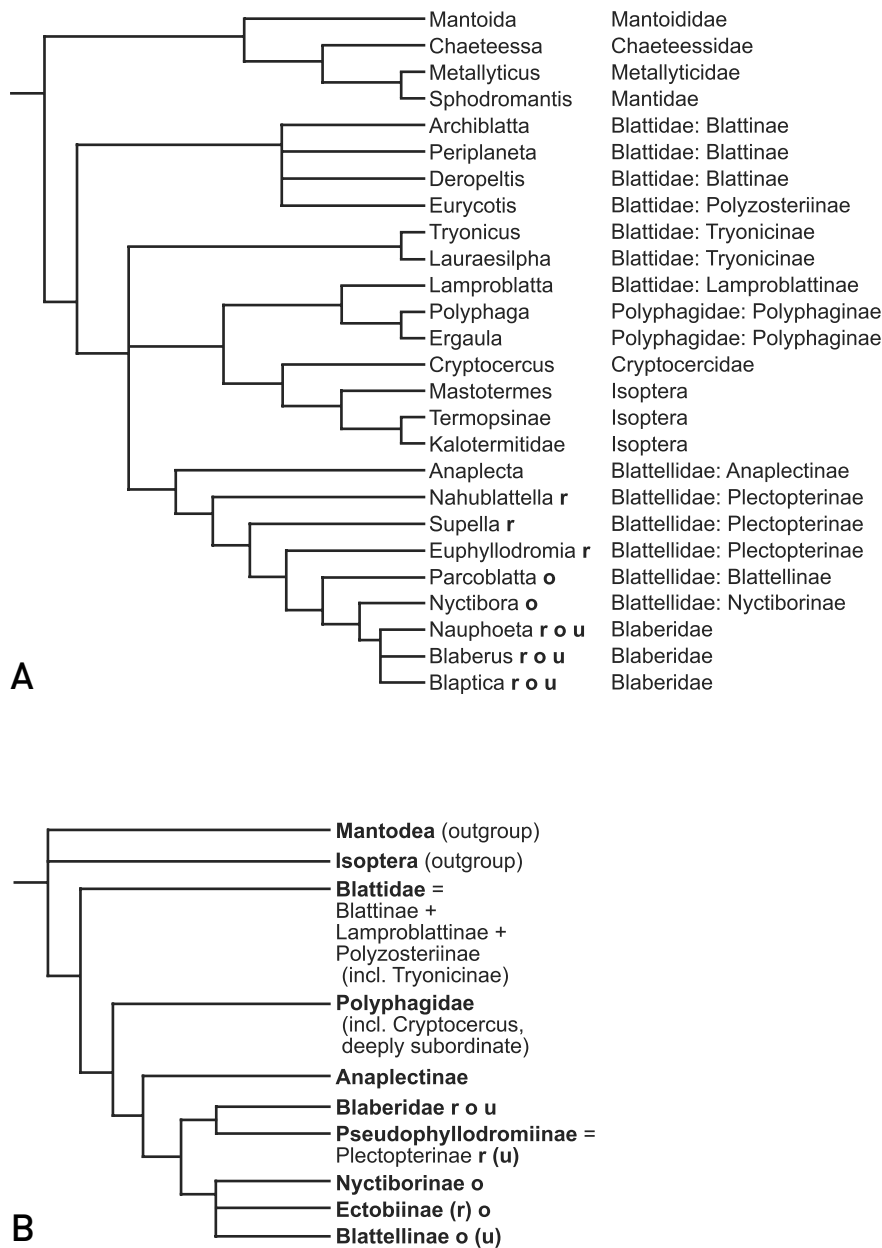 Mantoida Mantoididae
Chaeteessa Chaeteessidae
Metallyticus Metallyticidae
Sphodromantis Mantidae
Archiblatta Blattidae: Blattinae
Periplaneta Blattidae: Blattinae
Deropeltis Blattidae: Blattinae
Eurycotis Blattidae: Polyzosteriinae
Tryonicus Blattidae: Tryonicinae
Lauraesilpha Blattidae: Tryonicinae
Lamproblatta Blattidae: Lamproblattinae
Polyphaga Polyphagidae: Polyphaginae
Ergaula Polyphagidae: Polyphaginae
Cryptocercus Cryptocercidae
Mastotermes Isoptera
Termopsinae Isoptera
Kalotermitidae Isoptera
Anaplecta Blattellidae: Anaplectinae
Nahublattella r Blattellidae: Plectopterinae
Supella r Blattellidae: Plectopterinae
Euphyllodromia r Blattellidae: Plectopterinae
Parcoblatta o Blattellidae: Blattellinae
Nyctibora o Blattellidae: Nyctiborinae
Nauphoeta r o u Blaberidae
Blaberus r o u Blaberidae
Blaptica r o u Blaberidae
A
Mantodea (outgroup)
Isoptera (outgroup)
Blattidae =
Blattinae +
Lamproblattinae +
Polyzosteriinae
(incl. Tryonicinae)
Polyphagidae
(incl. Cryptocercus,
deeply subordinate)
Anaplectinae
Blaberidae r o u
Pseudophyllodromiinae =
Plectopterinae r (u)
Nyctiborinae o
Ectobiinae (r) o
Blattellinae o (u)
B